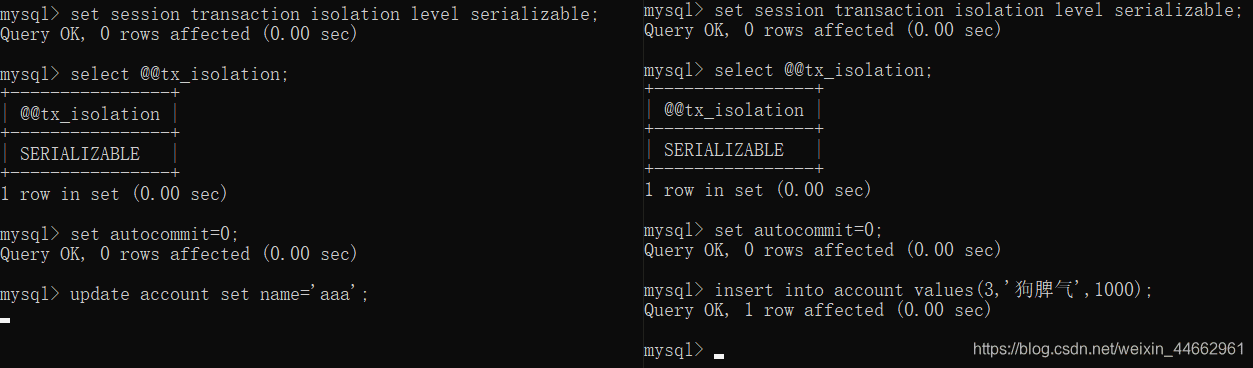 mysql> set session transaction isolation level serializable;
Query OK, 0 rows affected (0.00 sec)
mysql> select @@tx_isolation;
+----------------+
| @@tx_isolation |
+----------------+
| SERIALIZABLE   |
+----------------+
1 row in set (0.00 sec)
mysql> set autocommit=0;
Query OK, 0 rows affected (0.00 sec)
mysql> update account set name='aaa';
mysql> set session transaction isolation level serializable;
Query OK, 0 rows affected (0.00 sec)
mysql> select @@tx_isolation;
+----------------+
| @@tx_isolation |
+----------------+
| SERIALIZABLE   |
+----------------+
1 row in set (0.00 sec)
mysql> set autocommit=0;
Query OK, 0 rows affected (0.00 sec)
mysql> insert into account values(3,'狗脾气',1000);
Query OK, 1 row affected (0.00 sec)
mysql>
https://blog.csdn.net/weixin_44662961